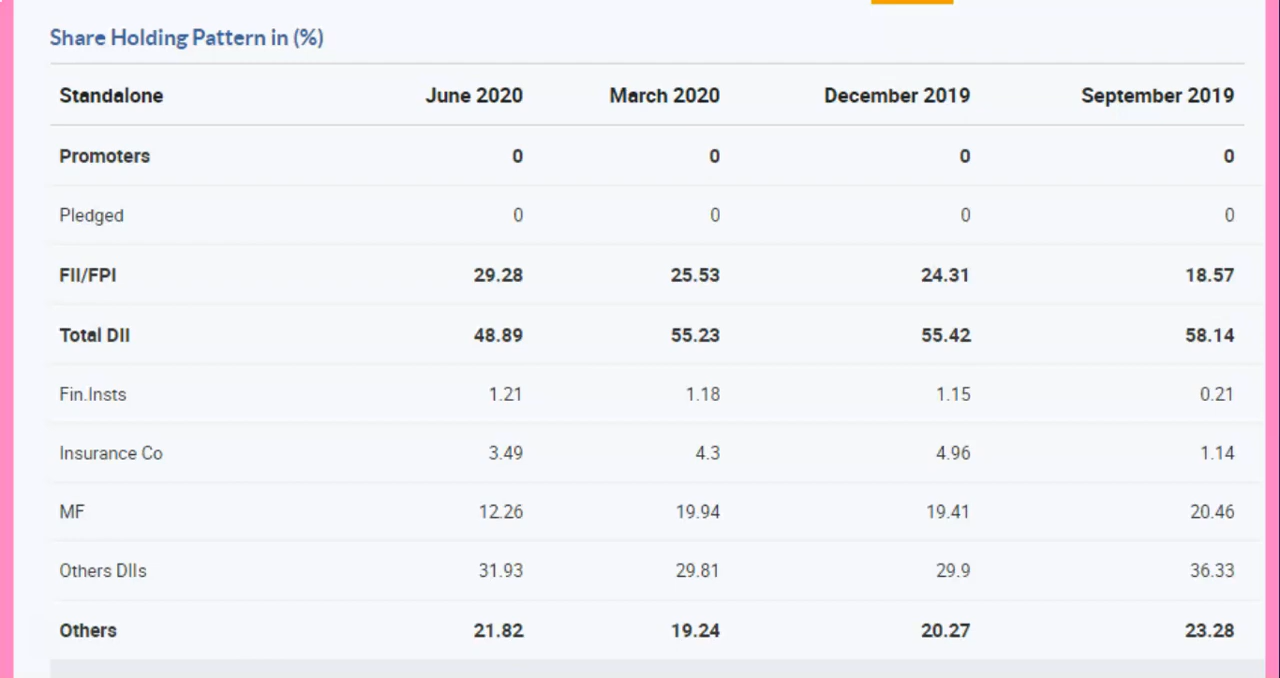 Share Holding Pattern in (%)
Standalone June 2020 March 2020 December 2019 September 2019
Promoters 0 0 0 0
Pledged 0 0 0 0
FII/FPI 29.28 25.53 24.31 18.57
Total DII 48.89 55.23 55.42 58.14
Fin.Insts 1.21 1.18 1.15 0.21
Insurance Co 3.49 4.3 4.96 1.14
MF 12.26 19.94 19.41 20.46
Others DIIs 31.93 29.81 29.9 36.33
Others 21.82 19.24 20.27 23.28